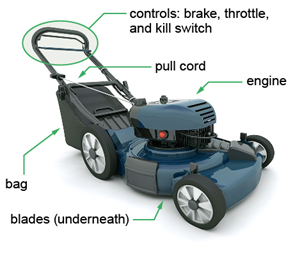 controls: brake, throttle,
and kill switch
pull cord
engine
bag
blades (underneath)